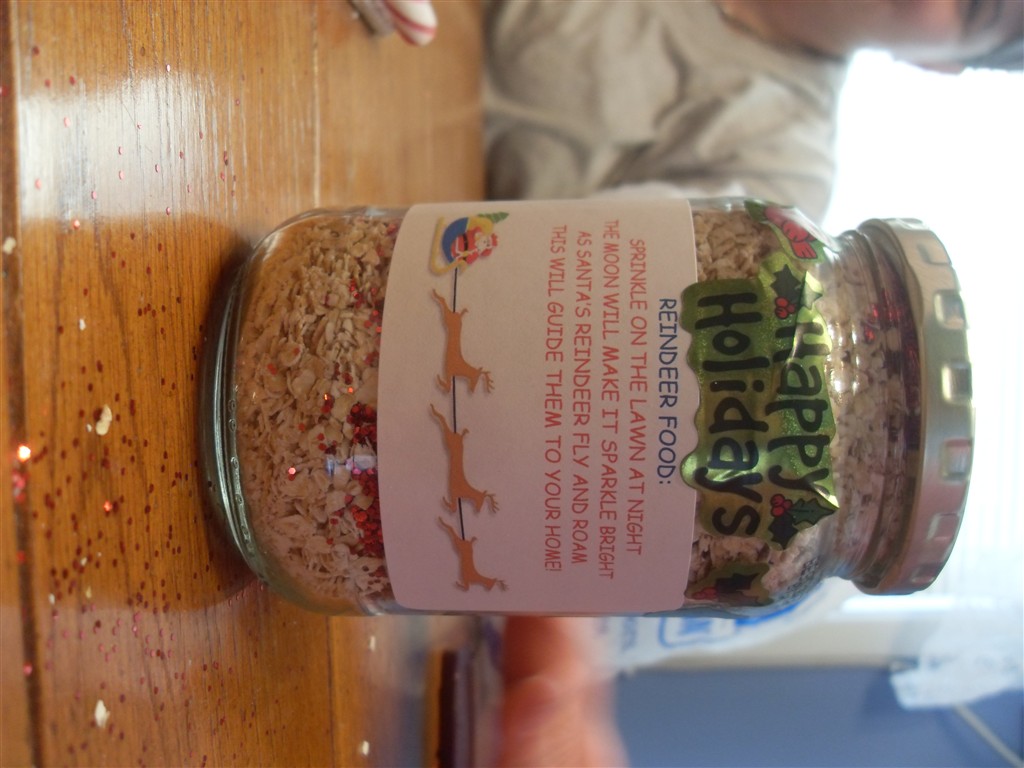 Happy
Holidays
REINDEER FOOD:
SPRINKLE ON THE LAWN AT NIGHT
THE MOON WILL MAKE IT SPARKLE BRIGHT
AS SANTA'S REINDEER FLY AND ROAM
THIS WILL GUIDE THEM TO YOUR HOME!